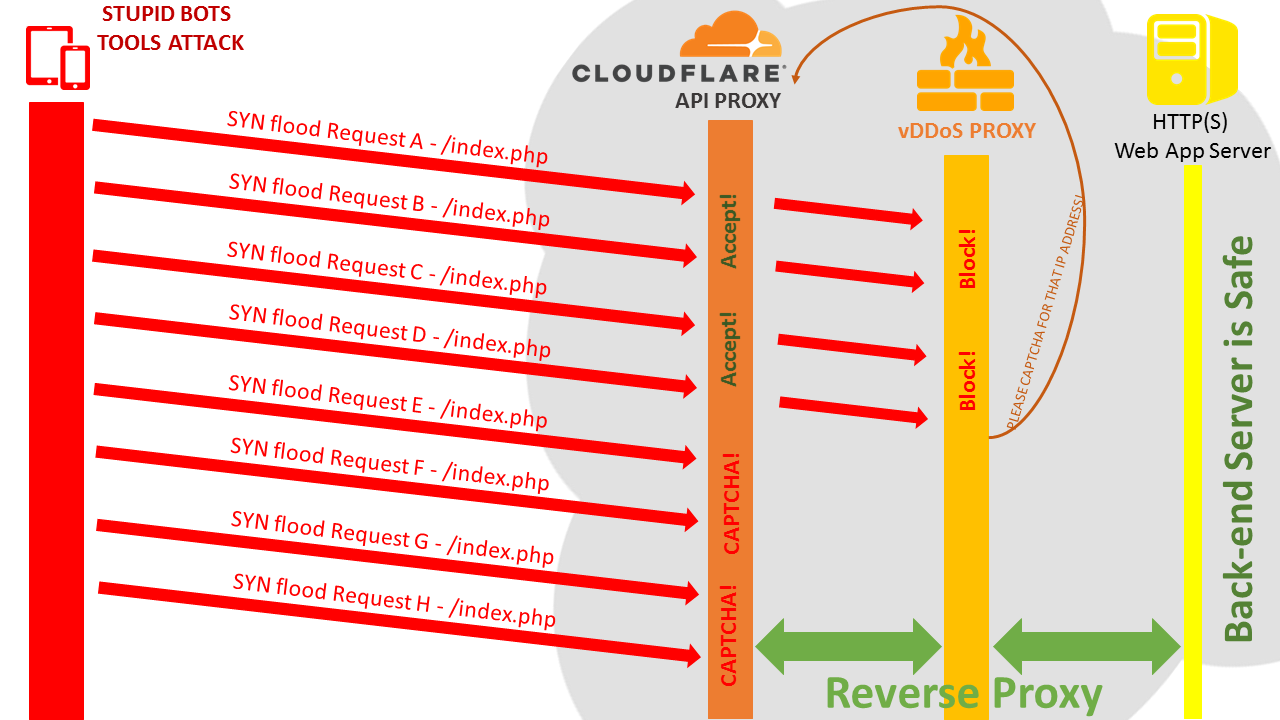 STUPID BOTS
TOOLS ATTACK
CLOUDFLARE
API PROXY
vDDoS PROXY
HTTP(S)
Web App Server
SYN flood Request A - /index.php
SYN flood Request B - /index.php
SYN flood Request C - /index.php
SYN flood Request D - /index.php
SYN flood Request E - /index.php
SYN flood Request F - /index.php
SYN flood Request G - /index.php
SYN flood Request H - /index.php
Accept!
Accept!
CAPTCHA!
CAPTCHA!
Block!
Block!
PLEASE CAPTCHA FOR THAT IP ADDRESS!
Back-end Server is Safe
Reverse Proxy